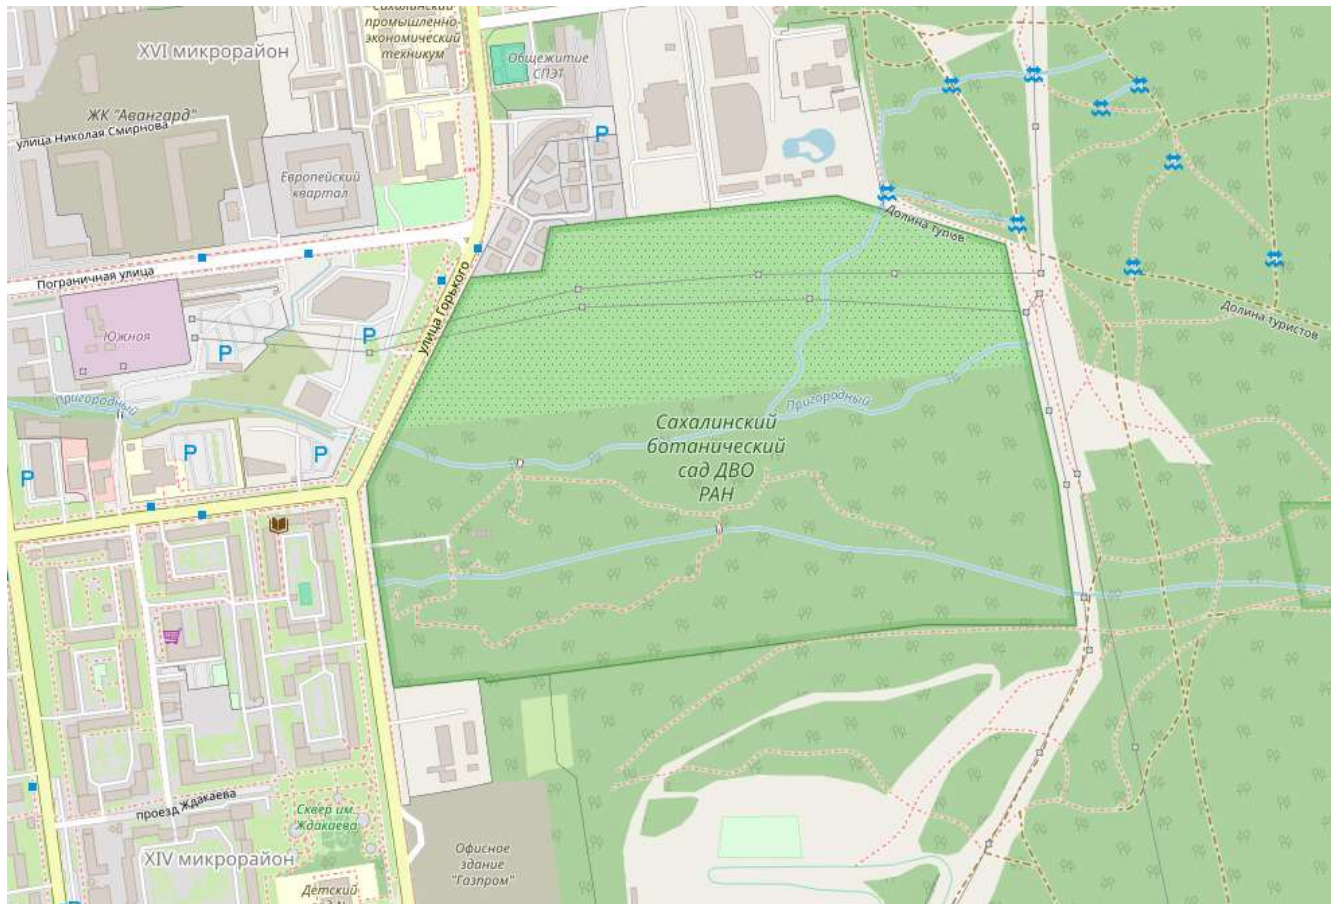 Сахалинский
промышленно-
экономический
техникум
XVI микрорайон
Общежитие
СПЭТ
ЖК "Авангард"
улица Николая Смирнова
P
Европейский
квартал
Долина туристов
Пограничная улица
улица Горького
Южная
P
P
Долина туристов
Пригородный
Пригородный
Сахалинский
ботанический
сад ДВО
РАН
P
P
P
проезд Ждакаева
Сквер им.
Ждакаева
XIV микрорайон
Офисное
здание
"Газпром"
Детский
P